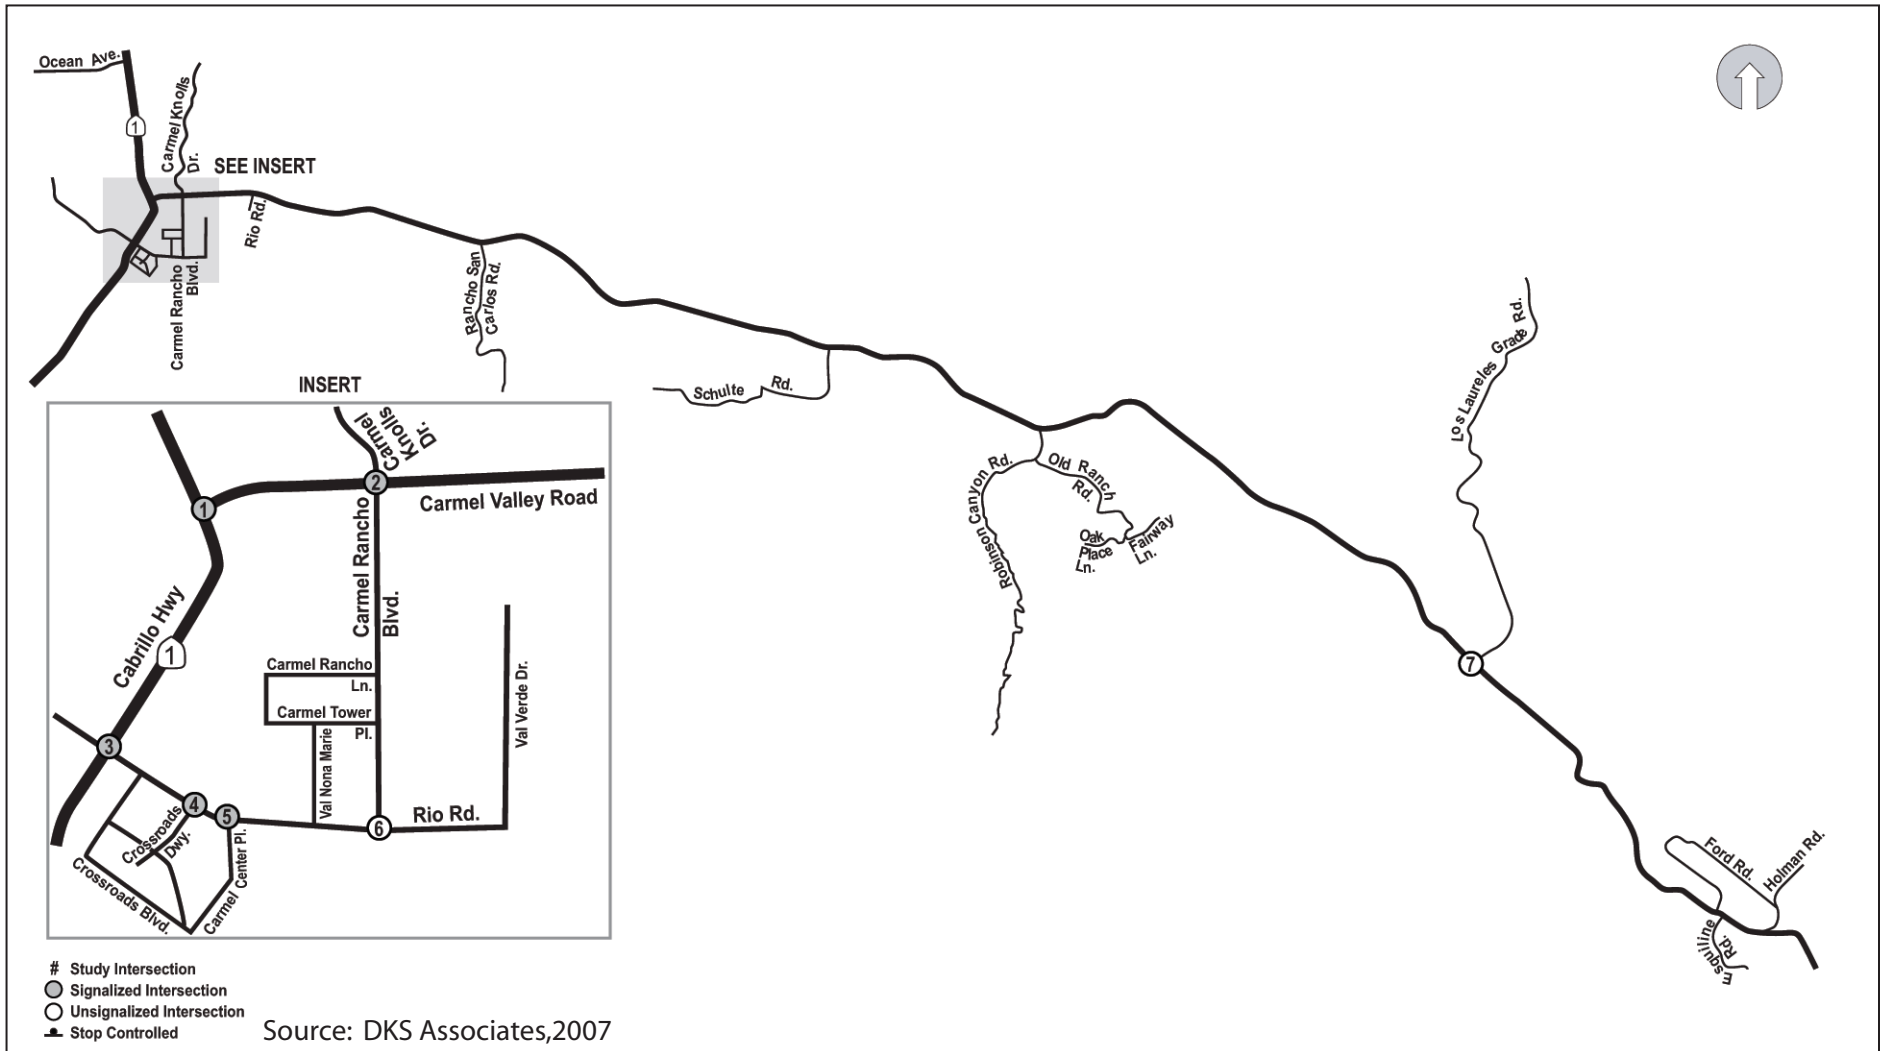 Ocean Ave.
1
Carmel Knolls
Dr.
SEE INSERT
Rio Rd.
Carmel Rancho
Blvd.
Rancho San
Carlos Rd.
Schulte Rd.
Robinson Canyon Rd.
Old Ranch
Rd.
Oak
Place
Ln.
Fairway
Ln.
Los Laureles Grade Rd.
7
Ford Rd.
Holman Rd.
Esquiline
Rd.
INSERT
Carmel
Knolls
Dr.
2
1
Carmel Valley Road
Carmel Rancho
Blvd.
Cabrillo Hwy
1
Carmel Rancho
Ln.
Carmel Tower
Pl.
Val Nona Marie
Val Verde Dr.
3
4
5
6
Rio Rd.
Crossroads
Dwy.
Crossroads Blvd.
Carmel Center Pl.
# Study Intersection
Signalized Intersection
Unsignalized Intersection
Stop Controlled
Source: DKS Associates,2007